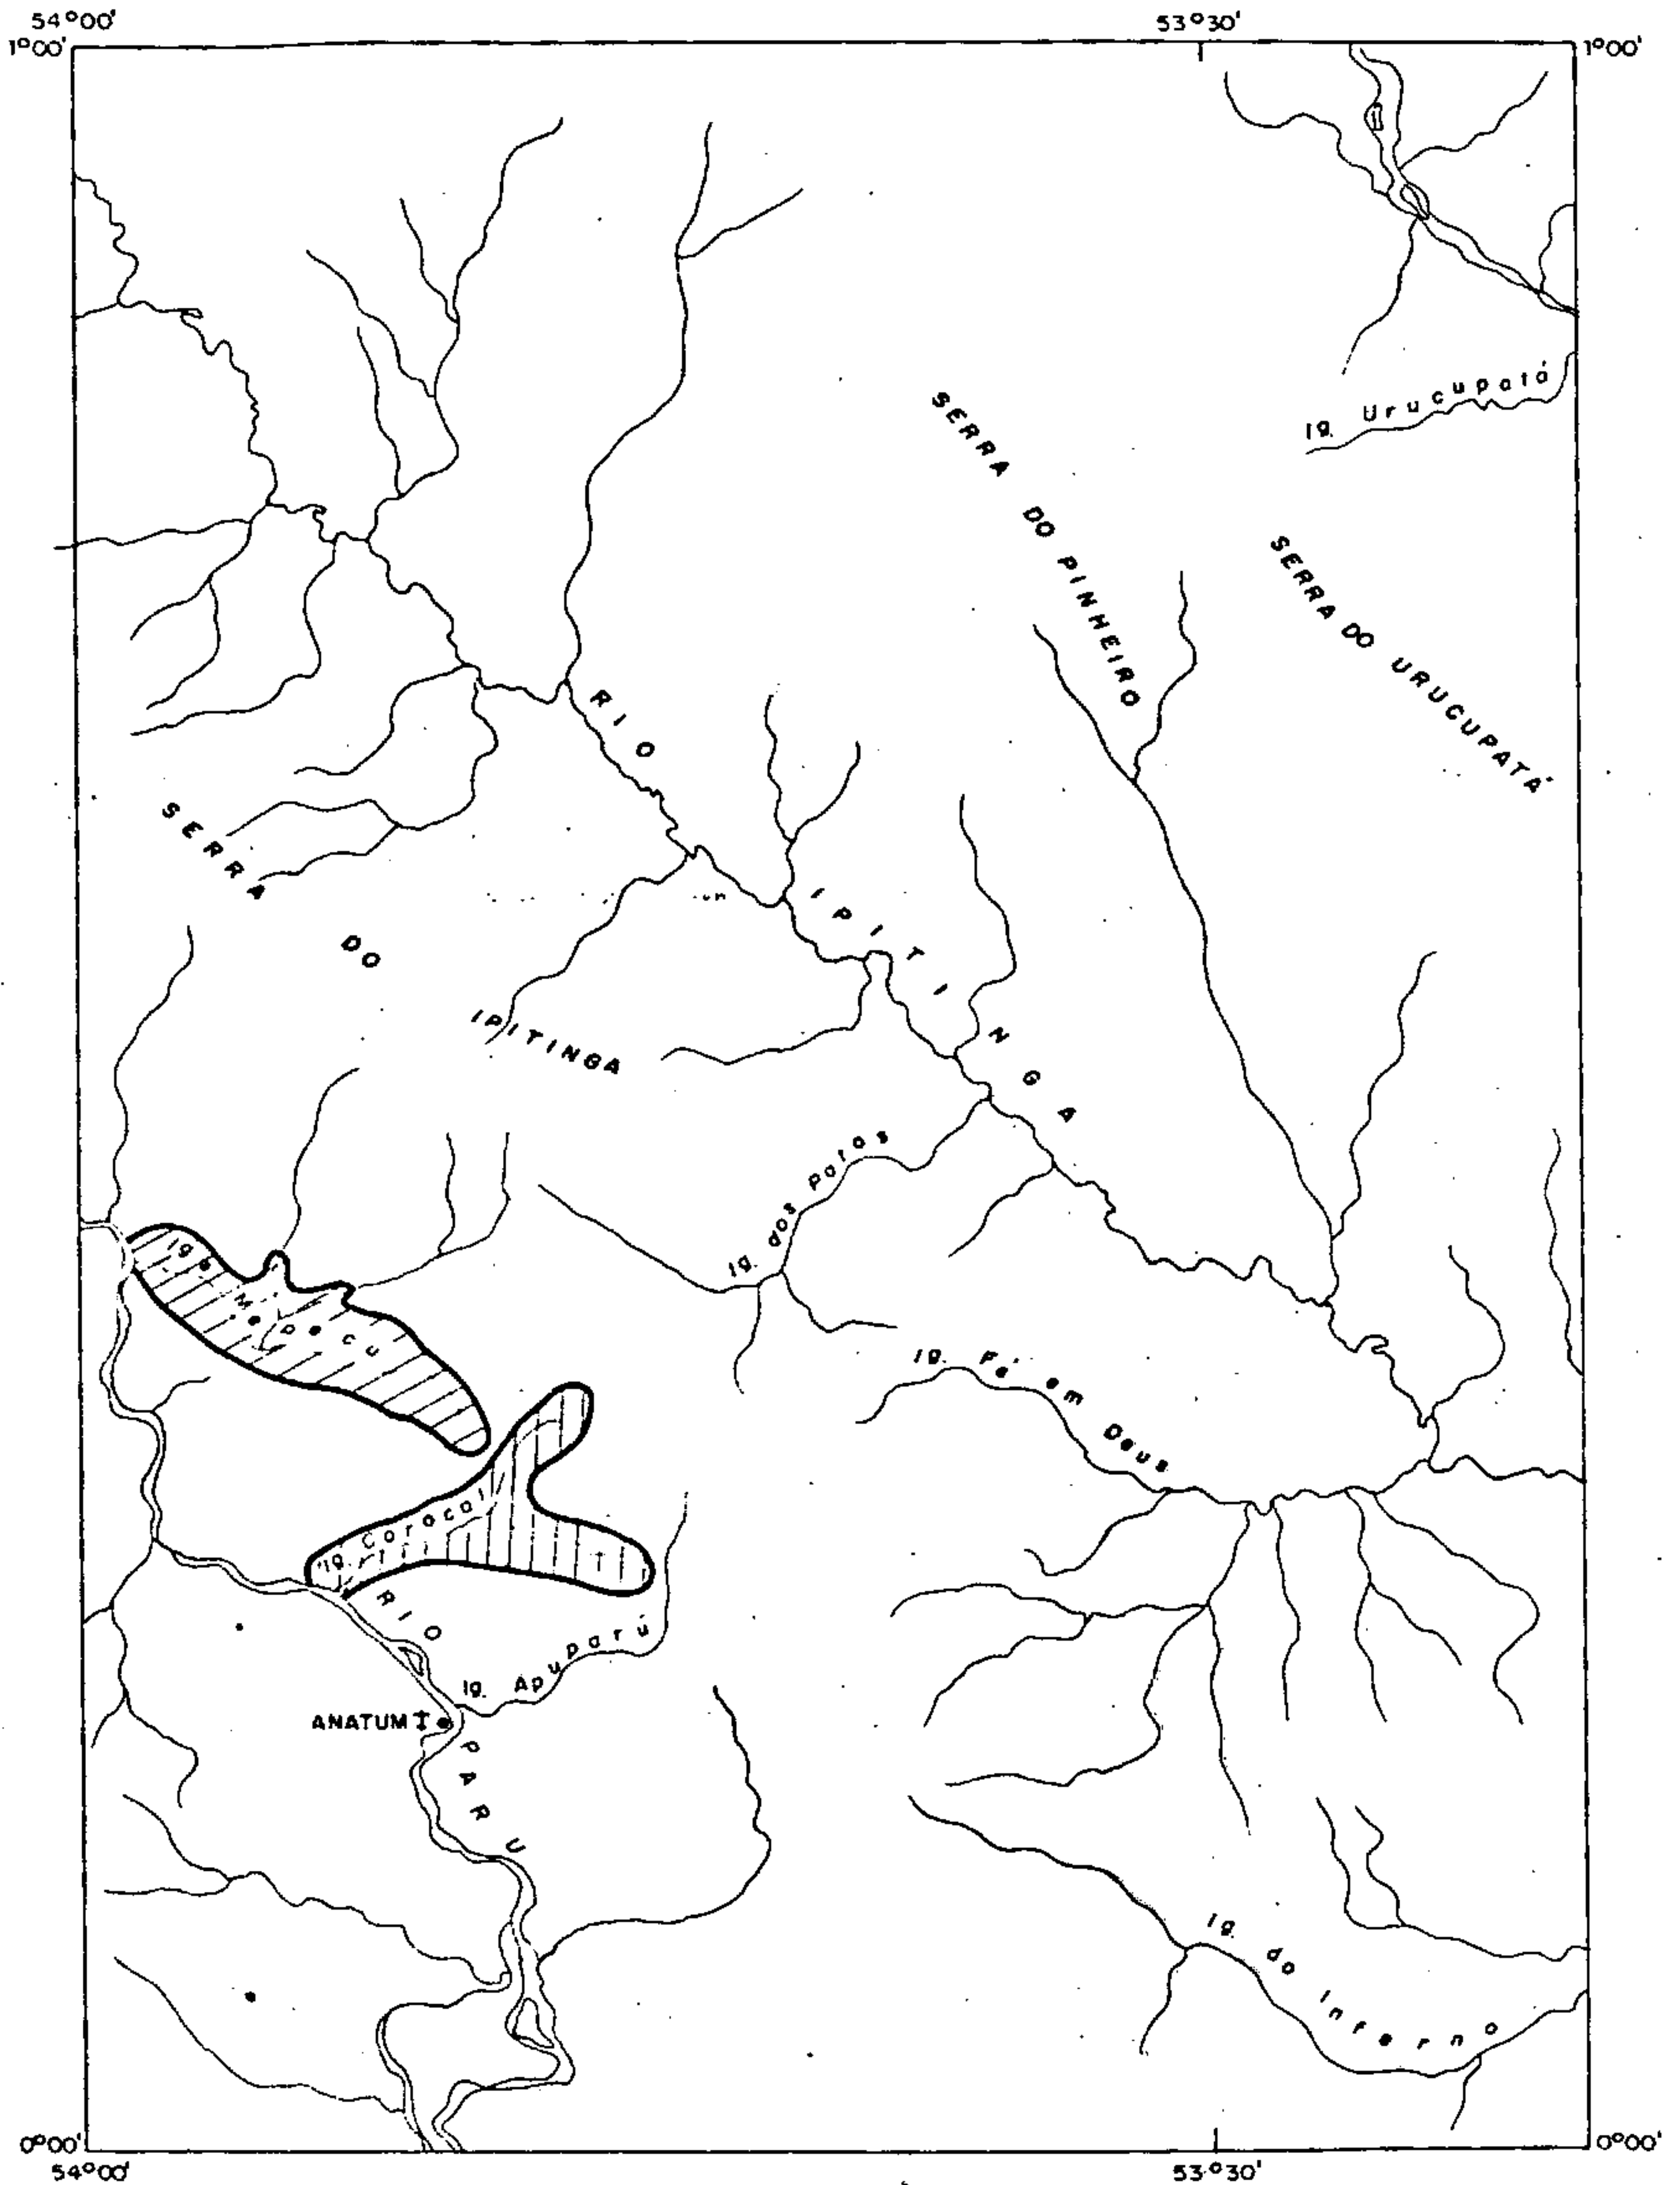 54°00'
53°30'
1°00'
1°00'
Ig. Urucupatá
SERRA DO PINHEIRO
SERRA DO URUCUPATÁ
RIO IPITINGA
SERRA DO IPITINGA
Ig. dos Patos
Ig. Mopecu
Ig. Fé em Deus
Ig. Corocal
RIO PARU
Ig. Apuparú
ANATUM
Ig. do Inferno
0°00'
0°00'
54°00'
53°30'